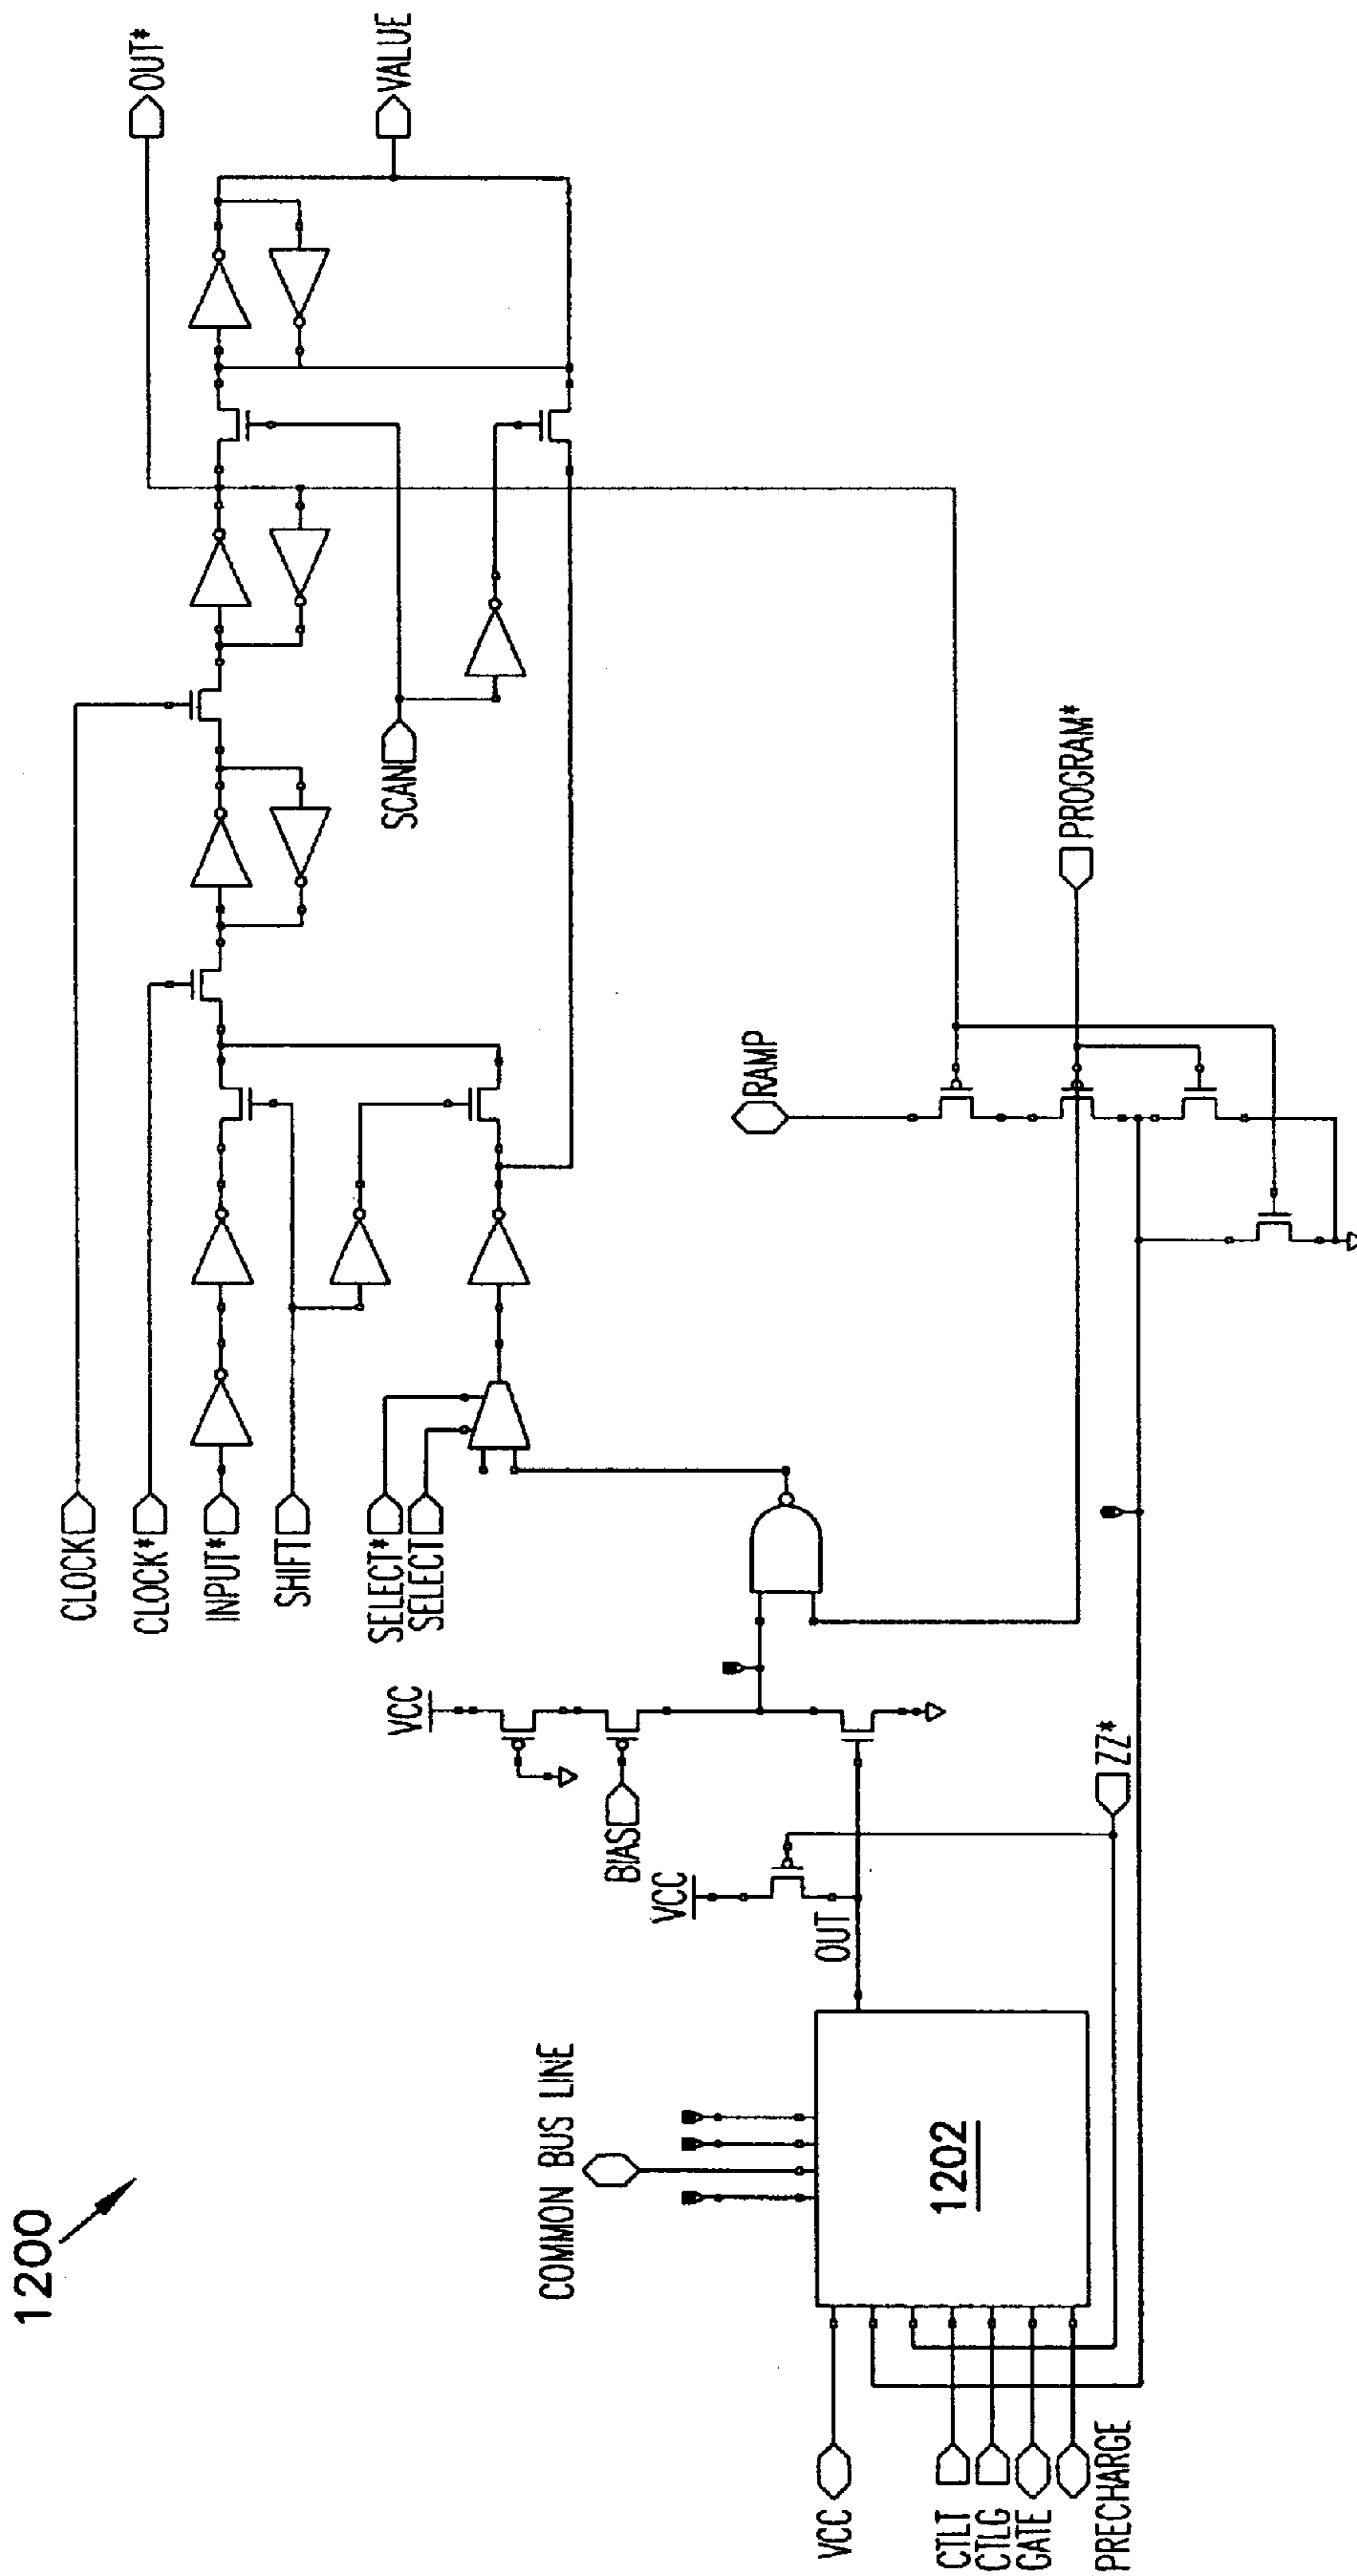 1200
CLOCK
CLOCK*
INPUT*
SHIFT
SELECT*
SELECT
OUT*
VALUE
SCAN
VCC
BIAS
VCC
OUT
COMMON BUS LINE
1202
RAMP
PROGRAM*
ZZ*
VCC
CTLT
CTLG
GATE
PRECHARGE